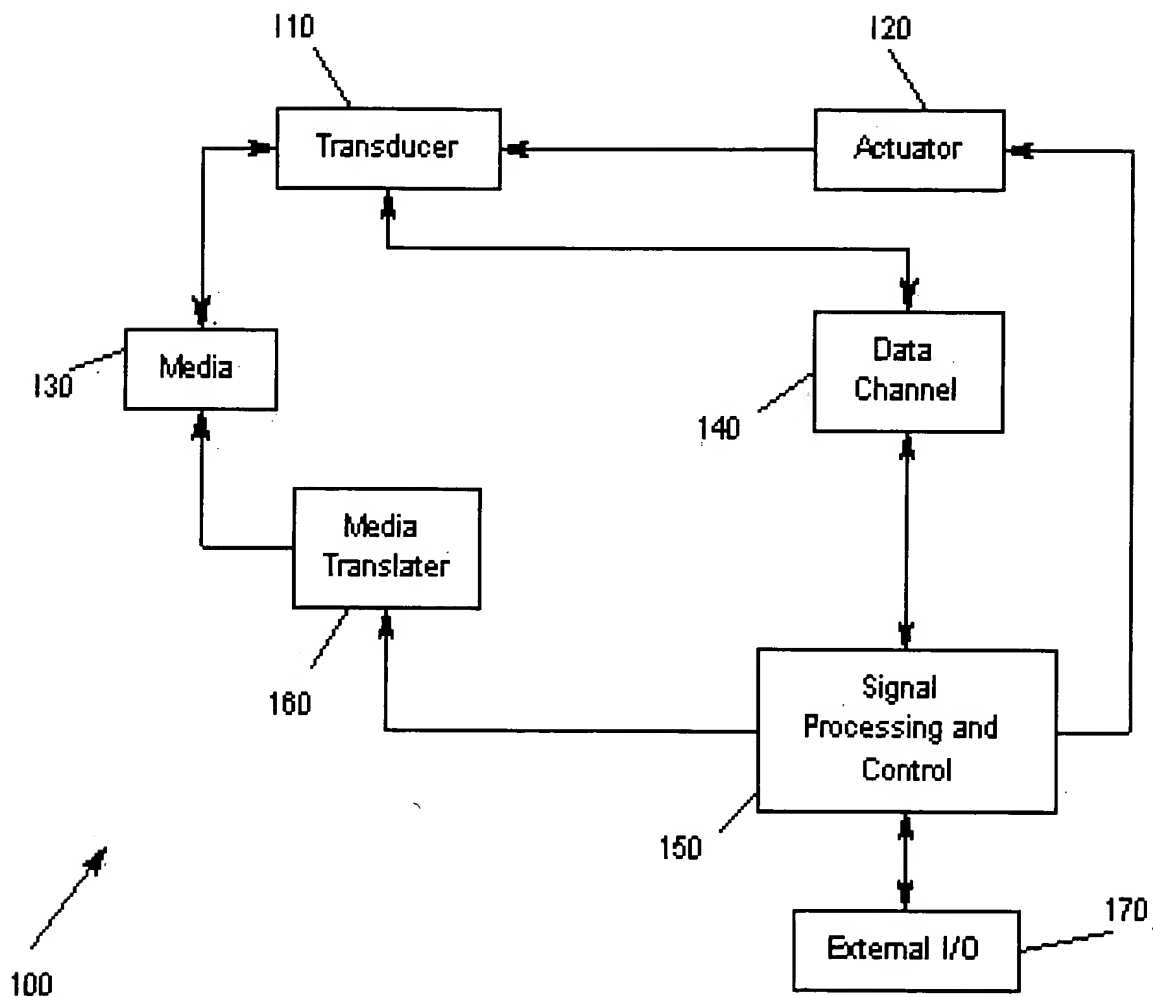 110
120
Transducer
Actuator
Media
130
Data
Channel
140
Media
Translater
160
Signal
Processing and
Control
150
170
External I/O
100